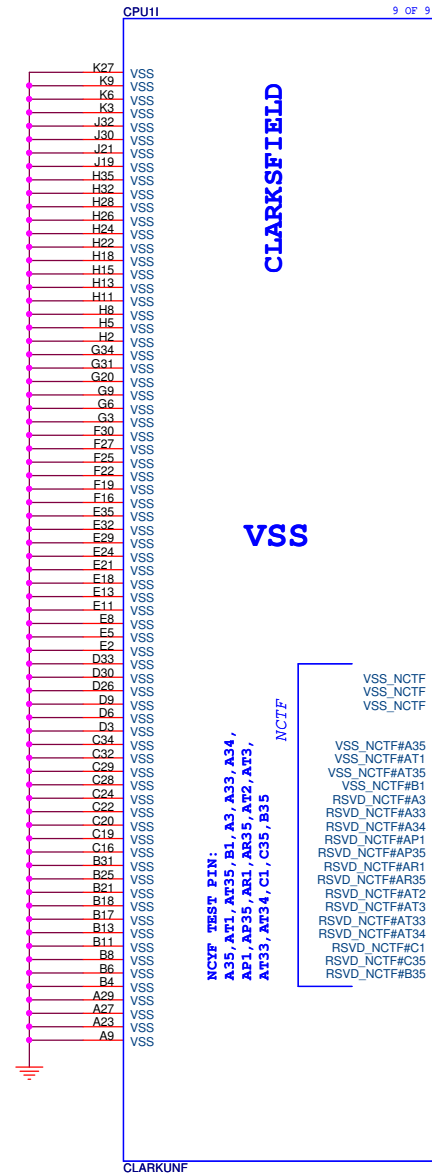 CPU1I
9 OF 9
K27 VSS
K9 VSS
K6 VSS
K3 VSS
J32 VSS
J30 VSS
J21 VSS
J19 VSS
H35 VSS
H32 VSS
H28 VSS
H26 VSS
H24 VSS
H22 VSS
H18 VSS
H15 VSS
H13 VSS
H11 VSS
H8 VSS
H5 VSS
H2 VSS
G34 VSS
G31 VSS
G20 VSS
G9 VSS
G6 VSS
G3 VSS
F30 VSS
F27 VSS
F25 VSS
F22 VSS
F19 VSS
F16 VSS
E35 VSS
E32 VSS
E29 VSS
E24 VSS
E21 VSS
E18 VSS
E13 VSS
E11 VSS
E8 VSS
E5 VSS
E2 VSS
D33 VSS
D30 VSS
D26 VSS
D9 VSS
D6 VSS
D3 VSS
C34 VSS
C32 VSS
C29 VSS
C28 VSS
C24 VSS
C22 VSS
C20 VSS
C19 VSS
C16 VSS
B31 VSS
B25 VSS
B21 VSS
B18 VSS
B17 VSS
B13 VSS
B11 VSS
B8 VSS
B6 VSS
B4 VSS
A29 VSS
A27 VSS
A23 VSS
A9 VSS
CLARKSFIELD
VSS
NCYF TEST PIN:
A35,AT1,AT35,B1,A3,A33,A34,
AP1,AP35,AR1,AR35,AT2,AT3,
AT33,AT34,C1,C35,B35
NCTF
VSS_NCTF
VSS_NCTF
VSS_NCTF
VSS_NCTF#A35
VSS_NCTF#AT1
VSS_NCTF#AT35
VSS_NCTF#B1
RSVD_NCTF#A3
RSVD_NCTF#A33
RSVD_NCTF#A34
RSVD_NCTF#AP1
RSVD_NCTF#AP35
RSVD_NCTF#AR1
RSVD_NCTF#AR35
RSVD_NCTF#AT2
RSVD_NCTF#AT3
RSVD_NCTF#AT33
RSVD_NCTF#AT34
RSVD_NCTF#C1
RSVD_NCTF#C35
RSVD_NCTF#B35
CLARKUNF